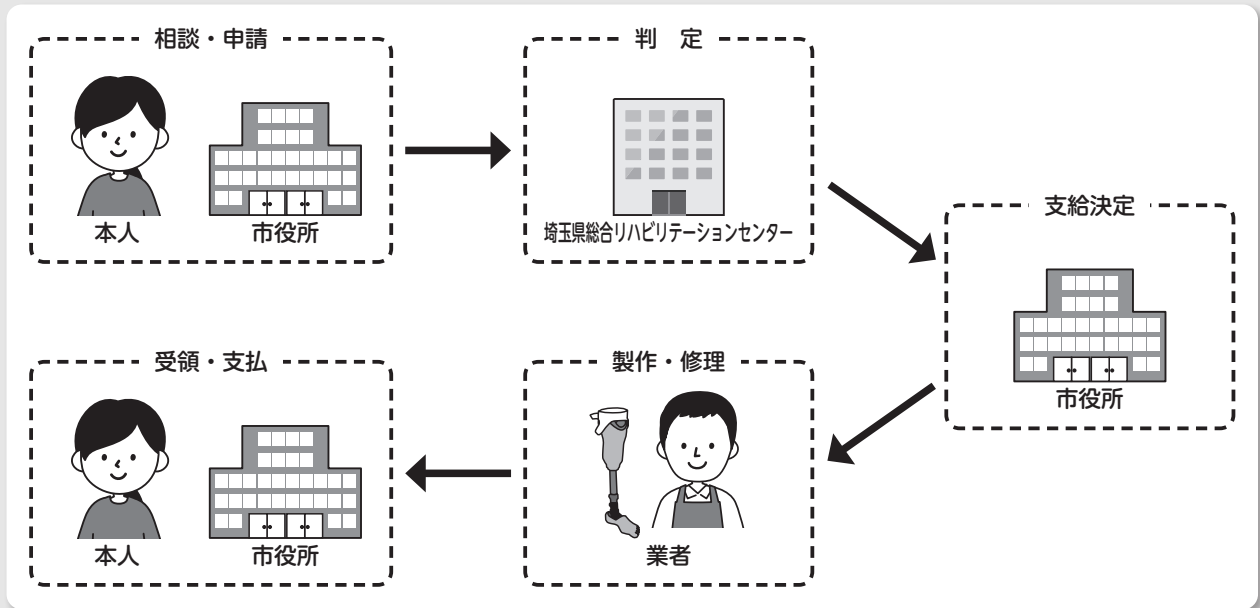 相談・申請
本人
市役所
判 定
埼玉県総合リハビリテーションセンター
支給決定
市役所
製作・修理
業者
受領・支払
本人
市役所